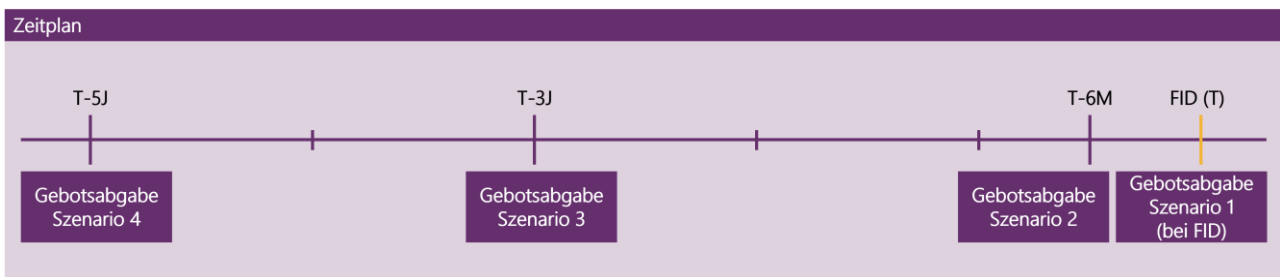 Zeitplan
T-5J
T-3J
T-6M
FID (T)
Gebotsabgabe
Szenario 4
Gebotsabgabe
Szenario 3
Gebotsabgabe
Szenario 2
Gebotsabgabe
Szenario 1
(bei FID)